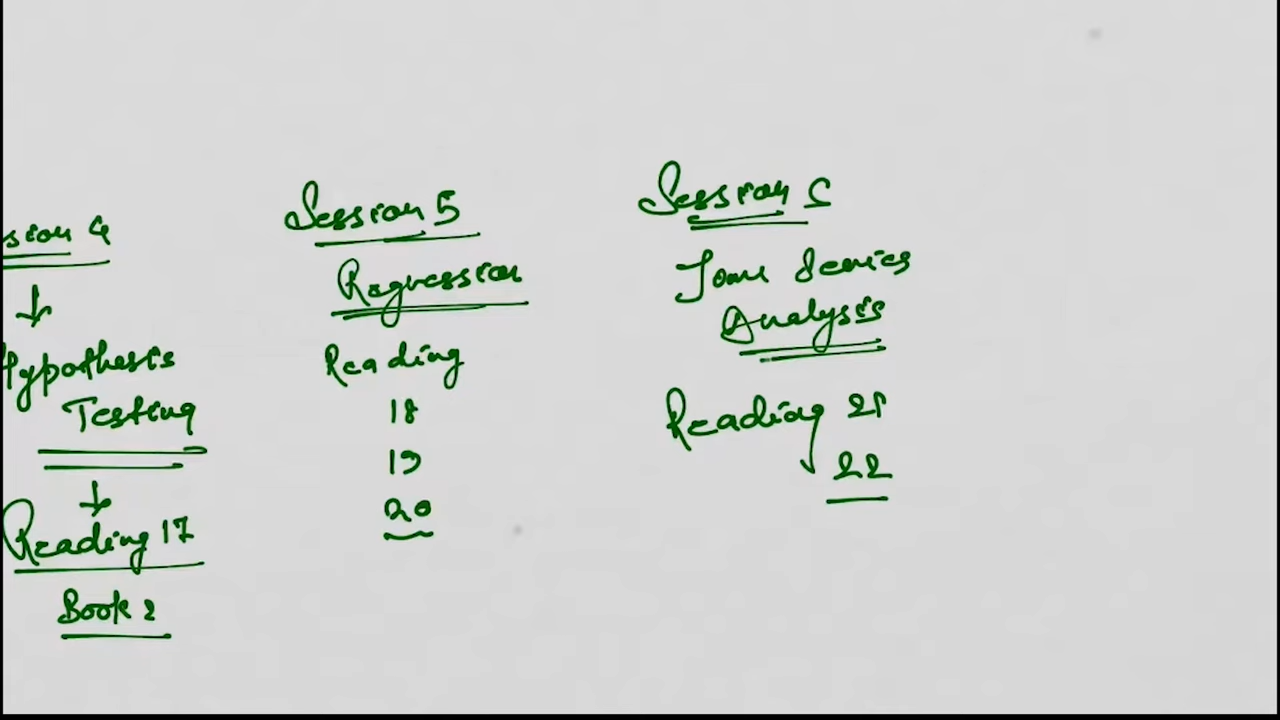 ssion 4
Hypothesis
Testing
Reading 17
Book 2
Session 5
Regression
Reading
18
19
20
Session 6
Time Series
Analysis
Reading 21
22